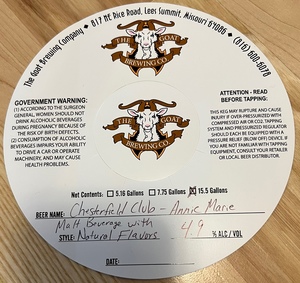 The Goat Brewing Company • 817 NE Rice Road, Lees Summit, Missouri 64086 • (816) 600-6078
THE GOAT
BREWING CO.
GOVERNMENT WARNING:
(1) ACCORDING TO THE SURGEON
GENERAL WOMEN SHOULD NOT
DRINK ALCOHOLIC BEVERAGES
DURING PREGNANCY BECAUSE OF
THE RISK OF BIRTH DEFECTS.
(2) CONSUMPTION OF ALCOHOLIC
BEVERAGES IMPAIRS YOUR ABILITY
TO DRIVE A CAR OR OPERATE
MACHINERY, AND MAY CAUSE
HEALTH PROBLEMS.
THE GOAT
BREWING CO.
ATTENTION - READ
BEFORE TAPPING:
THIS KEG MAY RUPTURE AND CAUSE
INJURY IF OVER-PRESSURIZED WITH
COMPRESSED AIR OR CO2. TAPPING
SYSTEM AND PRESSURIZED REGULATOR
SHOULD EACH BE EQUIPPED WITH A
PRESSURE RELIEF (BLOW OFF) DEVICE. IF
YOU ARE NOT FAMILIAR WITH TAPPING
EQUIPMENT, CONSULT YOUR RETAILER
OR LOCAL BEER DISTRIBUTOR.
Net Contents: 5.16 Gallons 7.75 Gallons 15.5 Gallons
BEER NAME: Chesterfield Club - Annie Marie
Malt Beverage with
STYLE: Natural Flavors 4.9 % ALC / VOL
DATE: